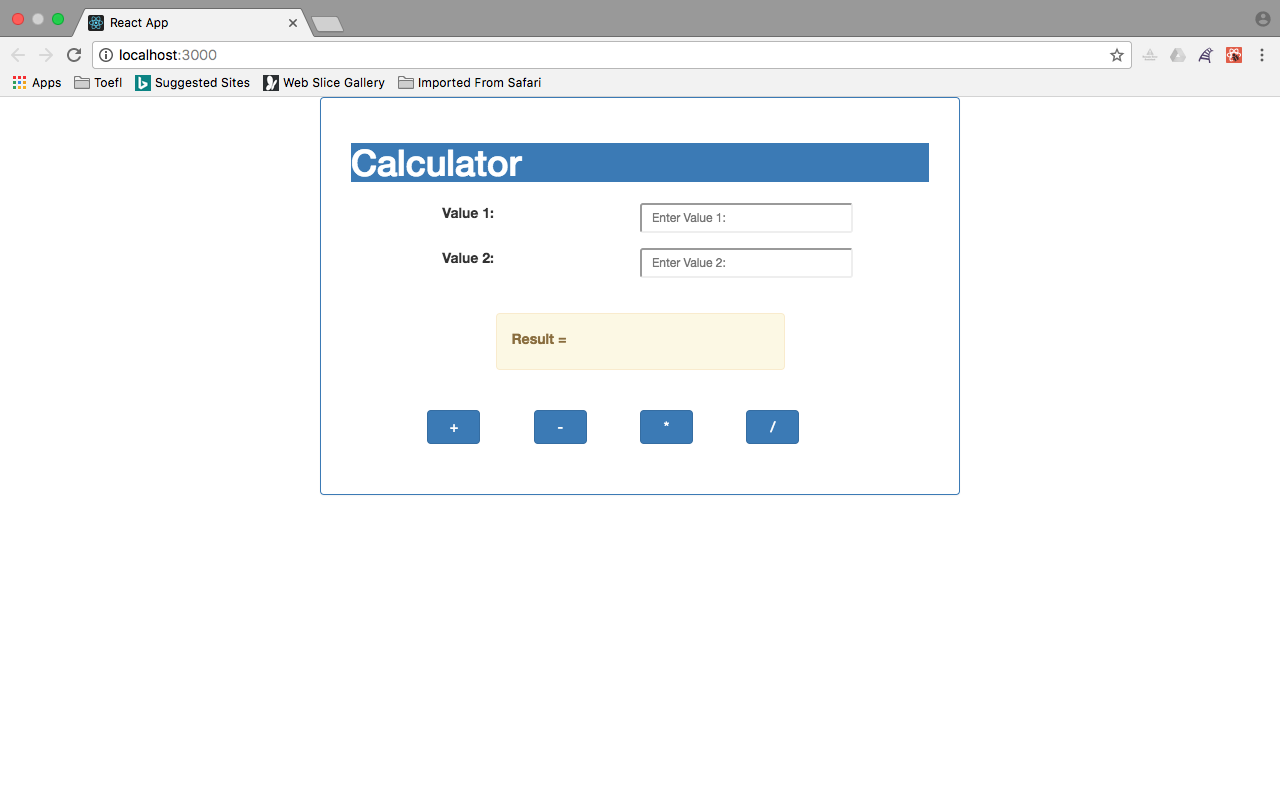 React App
localhost:3000
Apps Toefl Suggested Sites Web Slice Gallery Imported From Safari
Calculator
Value 1: Enter Value 1:
Value 2: Enter Value 2:
Result =
+ - * /